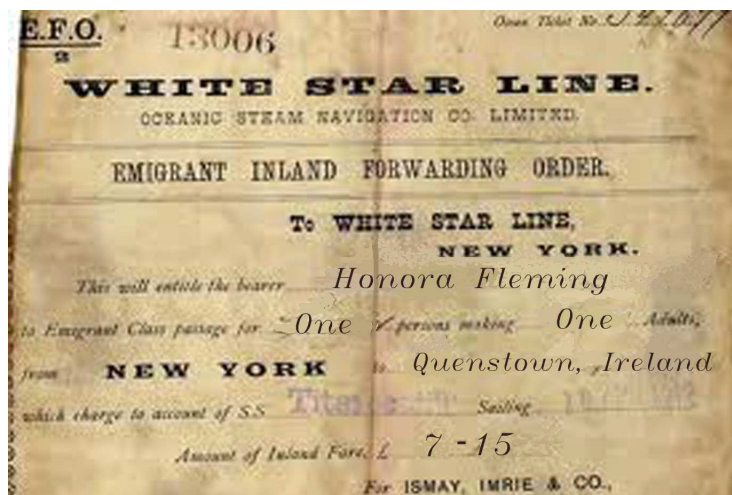 E.F.O. 13006 Ocean Ticket No.
2
WHITE STAR LINE.
OCEANIC STEAM NAVIGATION CO. LIMITED.
EMIGRANT INLAND FORWARDING ORDER.
To WHITE STAR LINE,
NEW YORK.
This will entitle the bearer Honora Fleming
to Emigrant Class passage for One persons making One Adults,
from NEW YORK to Quenstown, Ireland
which charge to account of S.S. Sailing
Amount of Inland Fare, £ 7-15
For ISMAY, IMRIE & CO.,